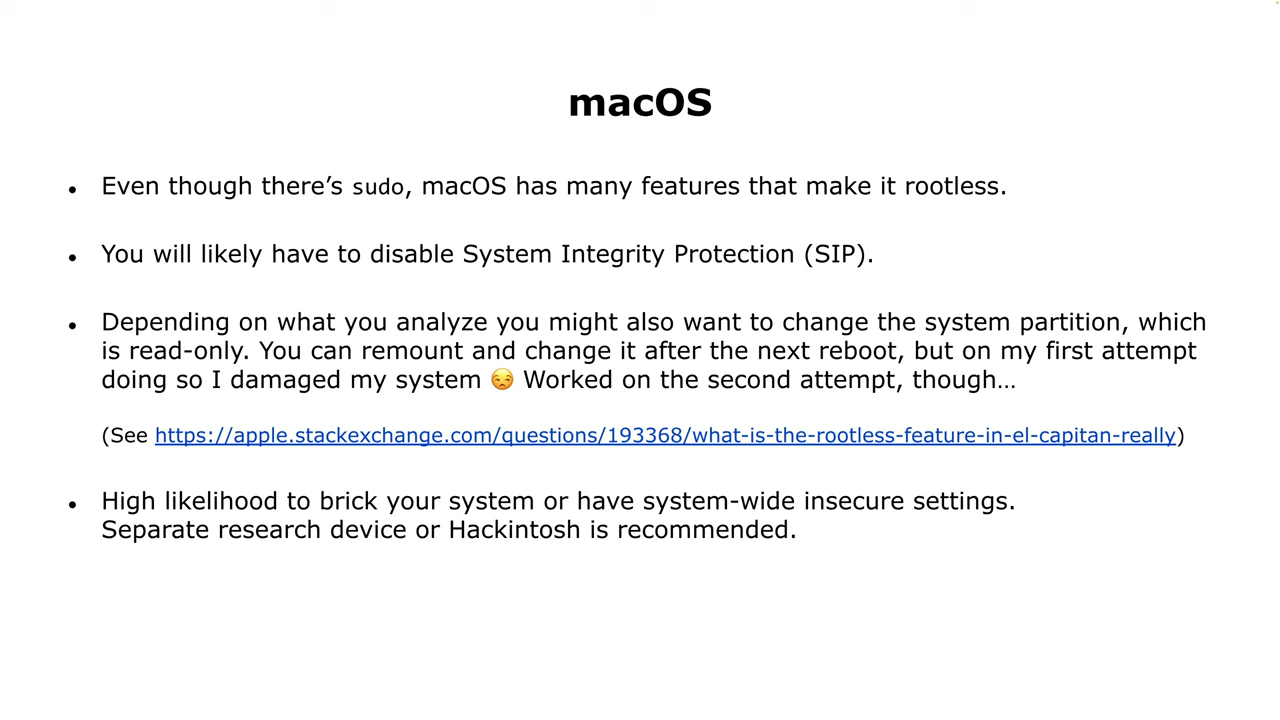 macOS
• Even though there’s sudo, macOS has many features that make it rootless.
• You will likely have to disable System Integrity Protection (SIP).
• Depending on what you analyze you might also want to change the system partition, which
is read-only. You can remount and change it after the next reboot, but on my first attempt
doing so I damaged my system 😒 Worked on the second attempt, though…
(See https://apple.stackexchange.com/questions/193368/what-is-the-rootless-feature-in-el-capitan-really)
• High likelihood to brick your system or have system-wide insecure settings.
Separate research device or Hackintosh is recommended.